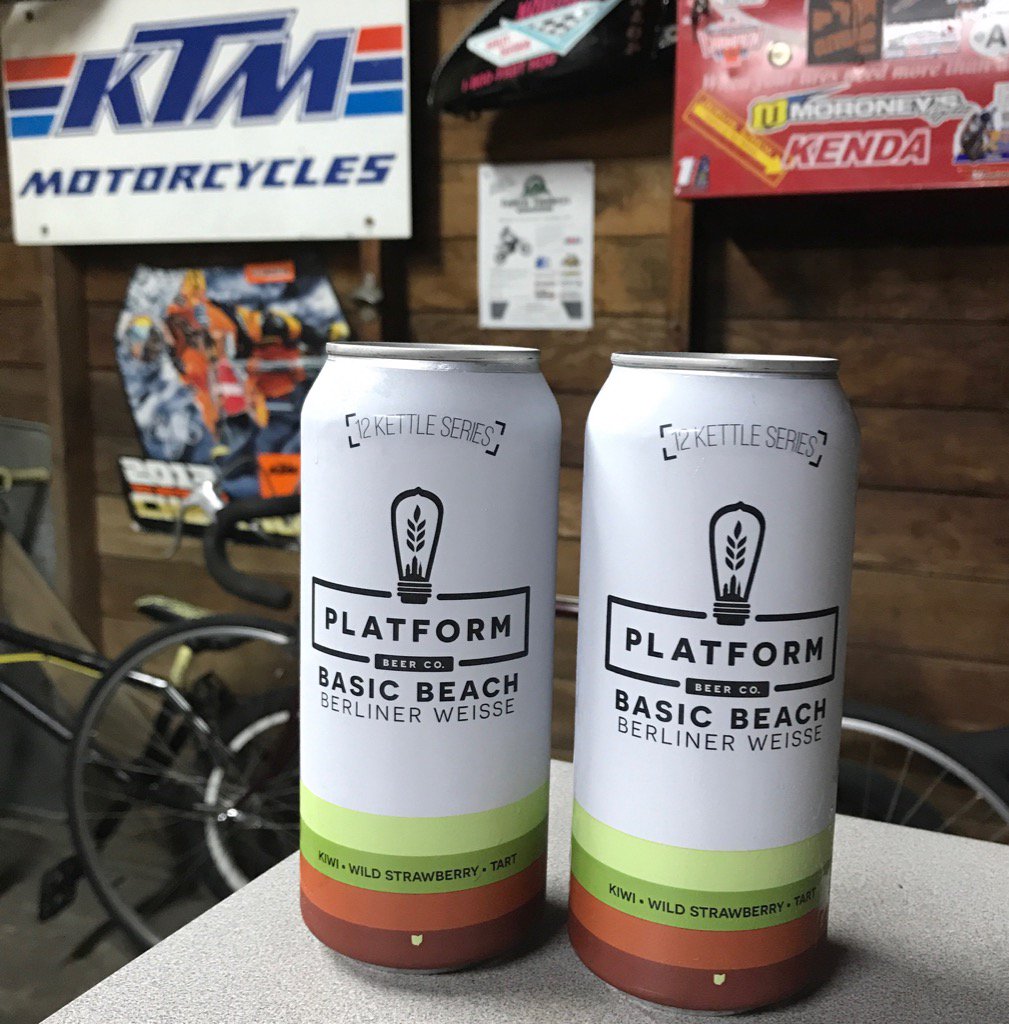 KTM
MOTORCYCLES
MORONEY'S
KENDA
12 KETTLE SERIES
PLATFORM
BEER CO.
BASIC BEACH
BERLINER WEISSE
KIWI • WILD STRAWBERRY • TART
12 KETTLE SERIES
PLATFORM
BEER CO.
BASIC BEACH
BERLINER WEISSE
KIWI • WILD STRAWBERRY • TART